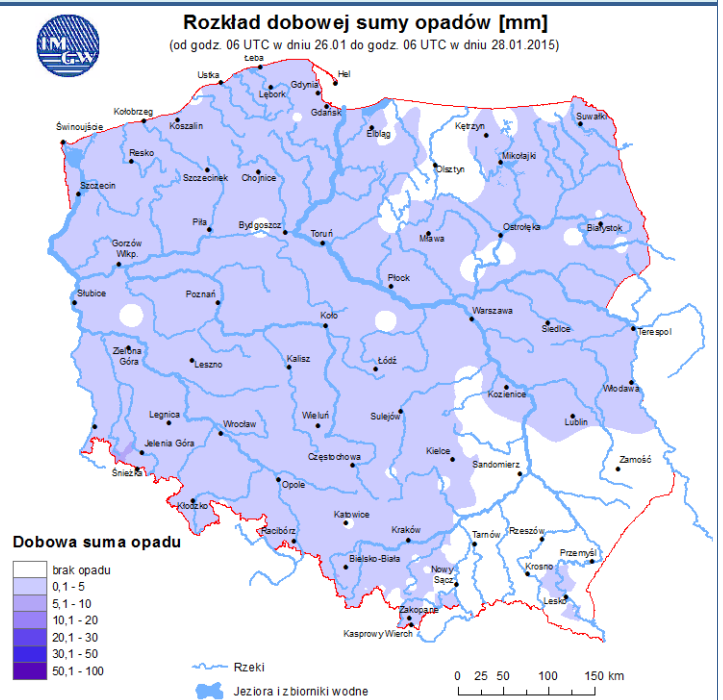 Rozkład dobowej sumy opadów [mm]
(od godz. 06 UTC w dniu 26.01 do godz. 06 UTC w dniu 28.01.2015)
IM
GW
Łeba
Ustka
Hel
Lębork
Gdynia
Gdańsk
Kołobrzeg
Koszalin
Świnoujście
Elbląg
Kętrzyn
Suwałki
Resko
Mikołajki
Szczecinek
Chojnice
Olsztyn
Szczecin
Piła
Bydgoszcz
Toruń
Mława
Ostrołęka
Białystok
Gorzów
Wlkp.
Płock
Słubice
Poznań
Koło
Warszawa
Siedlce
Terespol
Zielona
Góra
Leszno
Kalisz
Łódź
Kozienice
Włodawa
Legnica
Wrocław
Wieluń
Sulejów
Lublin
Jelenia Góra
Śnieżka
Częstochowa
Kielce
Sandomierz
Zamość
Opole
Kłodzko
Katowice
Racibórz
Kraków
Tarnów
Rzeszów
Przemyśl
Bielsko-Biała
Nowy
Sącz
Krosno
Lesko
Zakopane
Kasprowy Wierch
Dobowa suma opadu
brak opadu
0,1 - 5
5,1 - 10
10,1 - 20
20,1 - 30
30,1 - 50
50,1 - 100
Rzeki
Jeziora i zbiorniki wodne
0 25 50 100 150 km